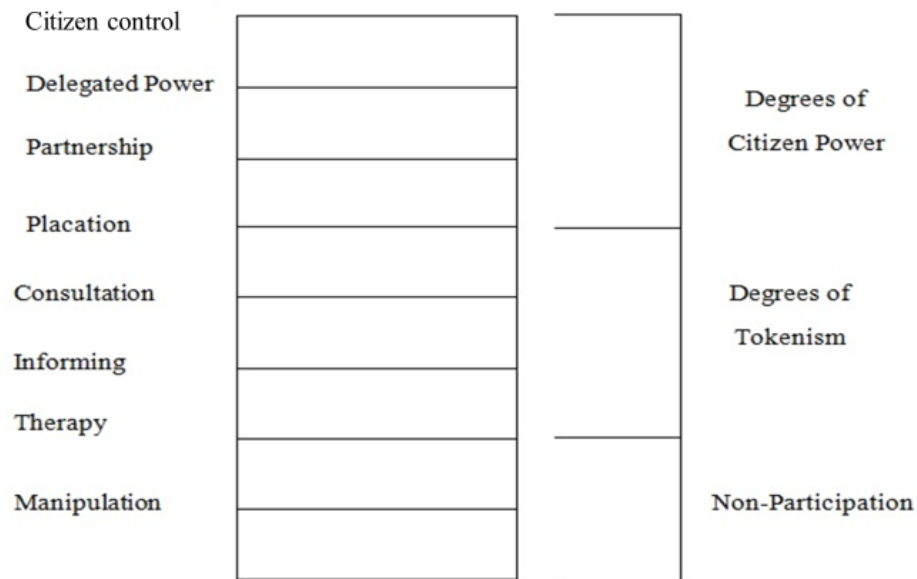 Citizen control
Delegated Power
Partnership
Placation
Consultation
Informing
Therapy
Manipulation
Degrees of
Citizen Power
Degrees of
Tokenism
Non-Participation